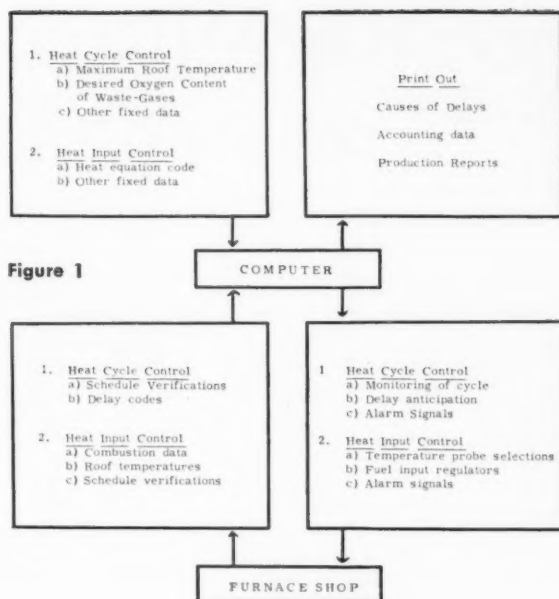 1. Heat Cycle Control
a) Maximum Roof Temperature
b) Desired Oxygen Content
of Waste-Gases
c) Other fixed data
2. Heat Input Control
a) Heat equation code
b) Other fixed data
Print Out
Causes of Delays
Accounting data
Production Reports
Figure 1
COMPUTER
1. Heat Cycle Control
a) Schedule Verifications
b) Delay codes
2. Heat Input Control
a) Combustion data
b) Roof temperatures
c) Schedule verifications
1 Heat Cycle Control
a) Monitoring of cycle
b) Delay anticipation
c) Alarm Signals
2. Heat Input Control
a) Temperature probe selections
b) Fuel input regulators
c) Alarm signals
FURNACE SHOP